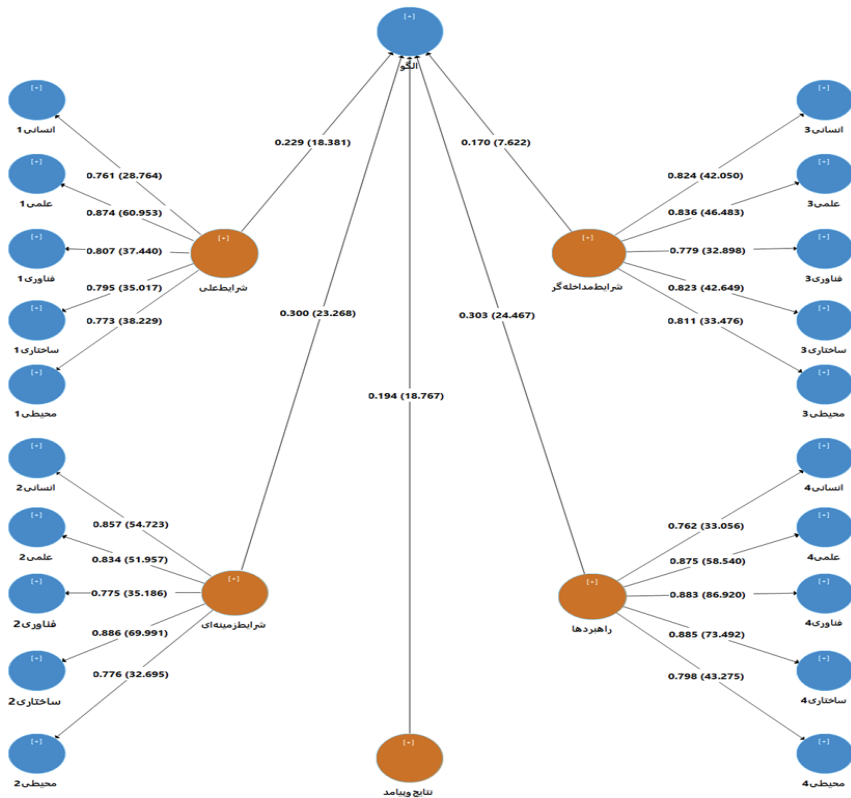 [+]
الگو
[+]
انسانی1
[+]
علمی1
[+]
فناوری1
[+]
ساختاری1
[+]
محیطی1
0.761 (28.764)
0.874 (60.953)
0.807 (37.440)
0.795 (35.017)
0.773 (38.229)
[+]
شرایط‌علی
0.229 (18.381)
0.170 (7.622)
[+]
انسانی3
[+]
علمی3
[+]
فناوری3
[+]
ساختاری3
[+]
محیطی3
0.824 (42.050)
0.836 (46.483)
0.779 (32.898)
0.823 (42.649)
0.811 (33.476)
[+]
شرایط‌مداخله‌گر
0.300 (23.268)
0.303 (24.467)
0.194 (18.767)
[+]
انسانی2
[+]
علمی2
[+]
فناوری2
[+]
ساختاری2
[+]
محیطی2
0.857 (54.723)
0.834 (51.957)
0.775 (35.186)
0.886 (69.991)
0.776 (32.695)
[+]
شرایط‌زمینه‌ای
[+]
انسانی4
[+]
علمی4
[+]
فناوری4
[+]
ساختاری4
[+]
محیطی4
0.762 (33.056)
0.875 (58.540)
0.883 (86.920)
0.885 (73.492)
0.798 (43.275)
[+]
راهبردها
[+]
نتایج‌وپیامد